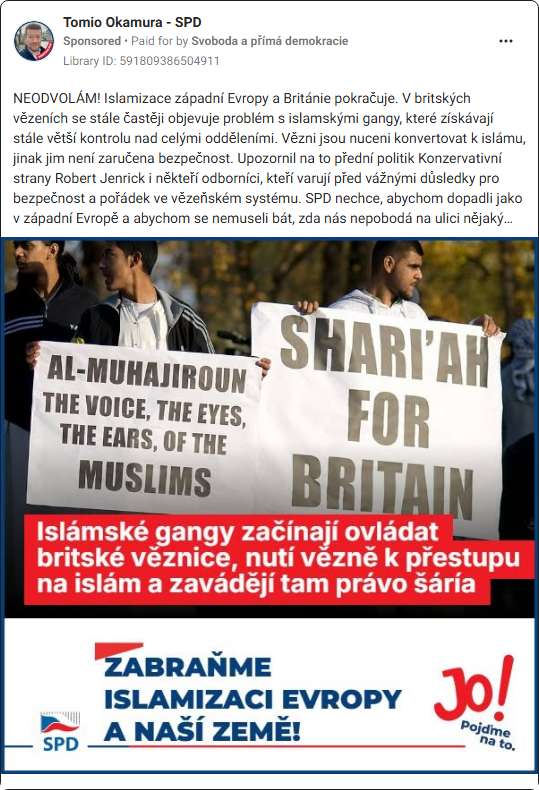 Tomio Okamura - SPD
Sponsored • Paid for by Svoboda a přímá demokracie
Library ID: 591809386504911
NEODVOLÁM! Islamizace západní Evropy a Británie pokračuje. V britských
vězeních se stále častěji objevuje problém s islamskými gangy, které získávají
stále větší kontrolu nad celými odděleními. Vězni jsou nuceni konvertovat k islámu,
jinak jim není zaručena bezpečnost. Upozornil na to přední politik Konzervativní
strany Robert Jenrick i někteří odborníci, kteří varují před vážnými důsledky pro
bezpečnost a pořádek ve vězeňském systému. SPD nechce, abychom dopadli jako
v západní Evropě a abychom se nemuseli bát, zda nás nepobodá na ulici nějaký...
AL-MUHAJIROUN
THE VOICE, THE EYES,
THE EARS, OF THE
MUSLIMS
SHARI'AH
FOR
BRITAIN
Islámské gangy začínají ovládat
britské věznice, nutí vězně k přestupu
na islám a zavádějí tam právo šáría
ZABRAŇME
ISLAMIZACI EVROPY
A NAŠÍ ZEMĚ!
SPD
Jo!
Pojďme
na to.